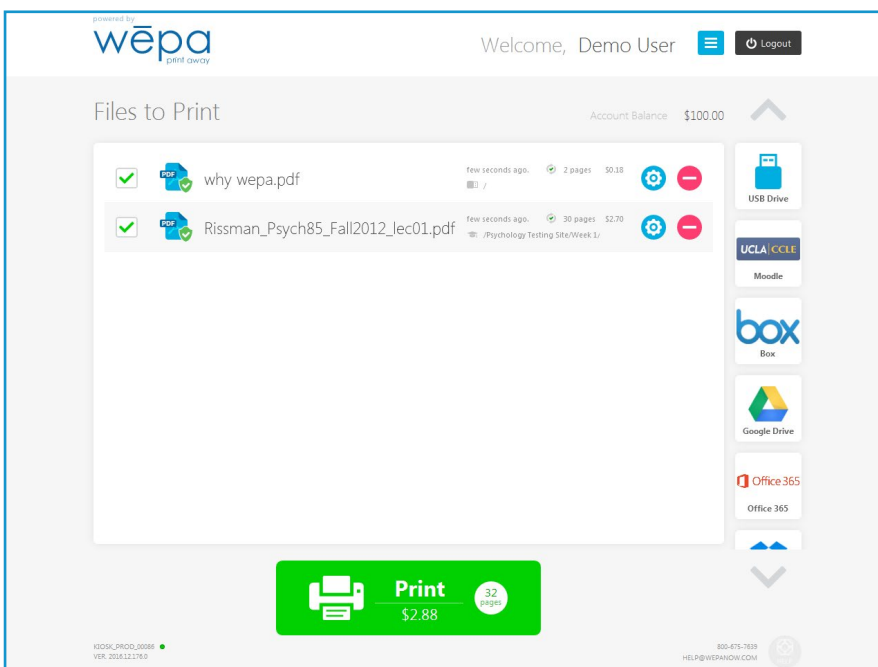 powered by
wēpa
print away
Welcome, Demo User
Logout
Files to Print
Account Balance $100.00
PDF
why wepa.pdf
few seconds ago. 2 pages $0.18
/
PDF
Rissman_Psych85_Fall2012_lec01.pdf
few seconds ago. 30 pages $2.70
/Psychology Testing Site/Week 1/
USB Drive
UCLA CCLE
Moodle
box
Box
Google Drive
Office 365
Office 365
Print
$2.88
32
pages
KIOSK_PROD_00086
VER. 2016.12.176.0
800-675-7639
HELP@WEPANOW.COM